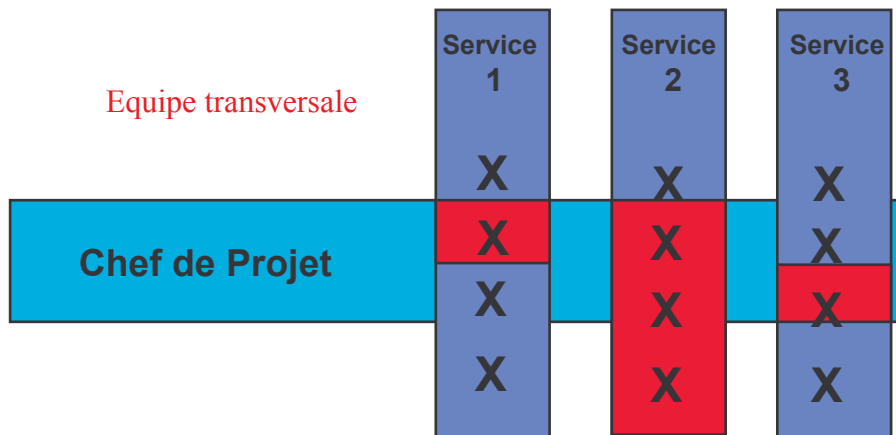 Service
1
Service
2
Service
3
Equipe transversale
X
X
X
X
X
X
Chef de Projet
X
X
X
X
X
X